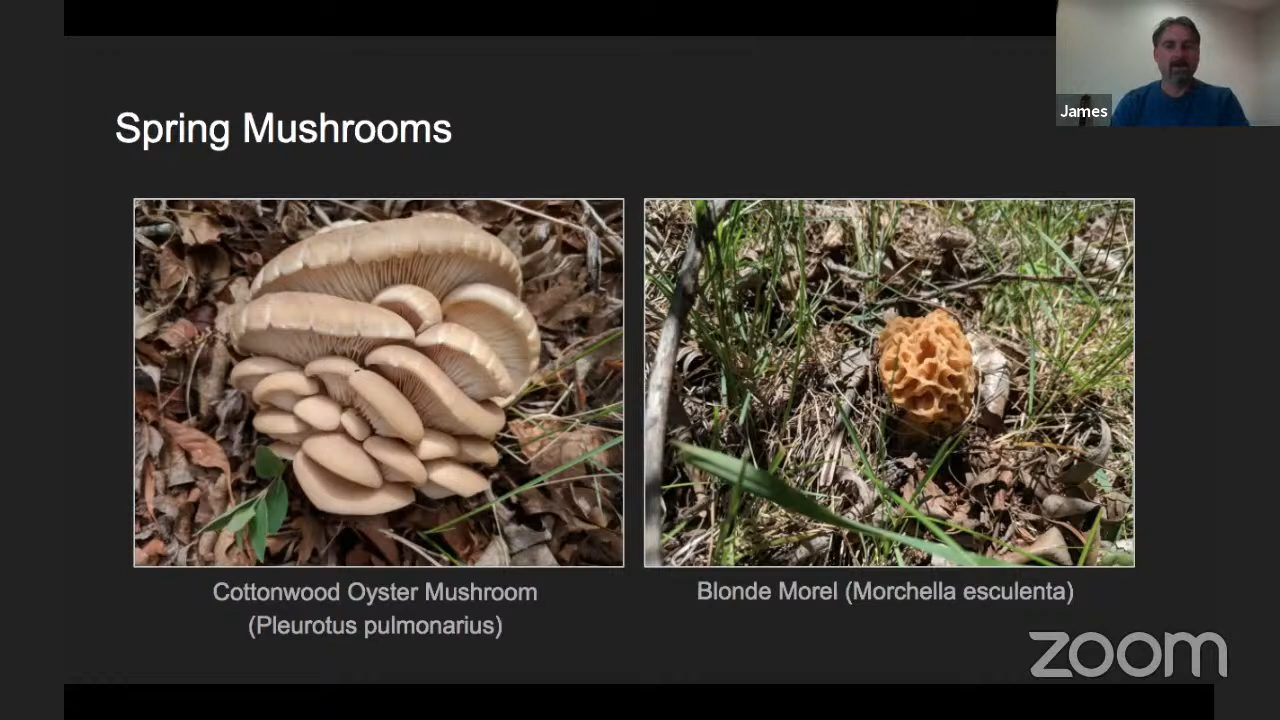 James
Spring Mushrooms
Cottonwood Oyster Mushroom
(Pleurotus pulmonarius)
Blonde Morel (Morchella esculenta)
zoom